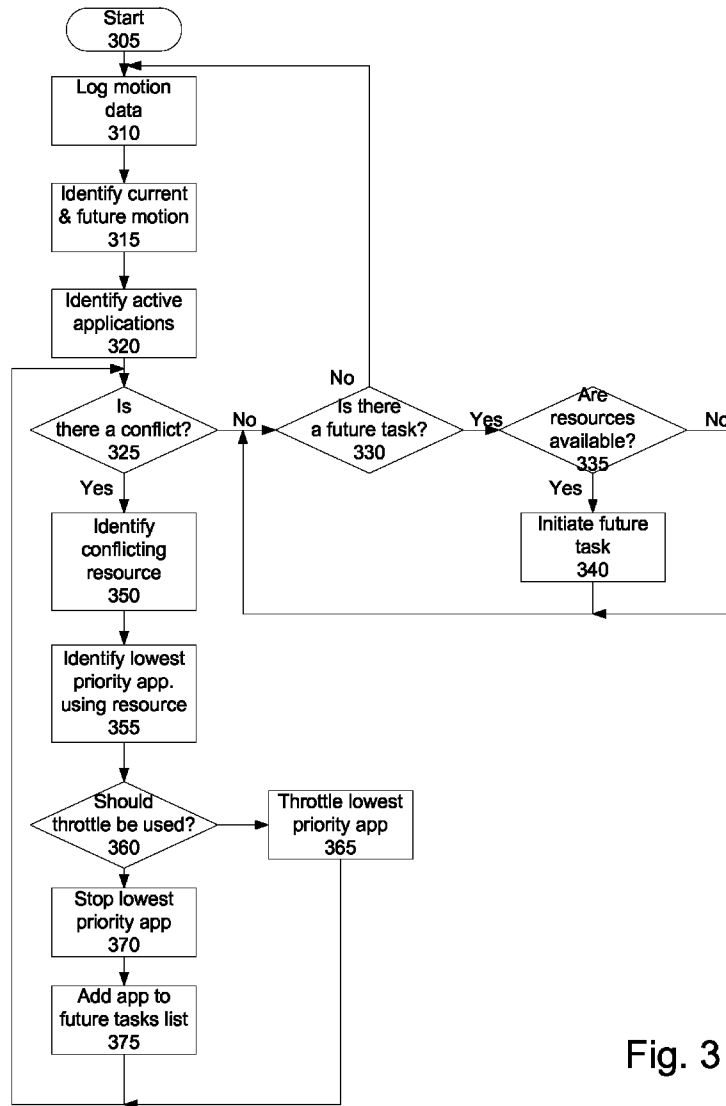 Start
305
Log motion
data
310
Identify current
& future motion
315
Identify active
applications
320
Is
there a conflict?
325
No
Yes
No
Is there
a future task?
330
Yes
Are
resources
available?
335
No
Yes
Initiate future
task
340
Identify
conflicting
resource
350
Identify lowest
priority app.
using resource
355
Should
throttle be used?
360
Throttle lowest
priority app
365
Stop lowest
priority app
370
Add app to
future tasks list
375
Fig. 3